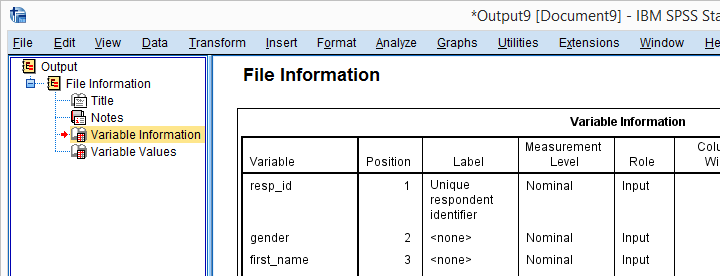 *Output9 [Document9] - IBM SPSS Sta
File Edit View Data Transform Insert Format Analyze Graphs Utilities Extensions Window He
Output
File Information
Title
Notes
Variable Information
Variable Values
File Information
Variable Information
Variable Position Label Measurement Level Role Colu Wi
resp_id 1 Unique respondent identifier Nominal Input
gender 2 <none> Nominal Input
first_name 3 <none> Nominal Input